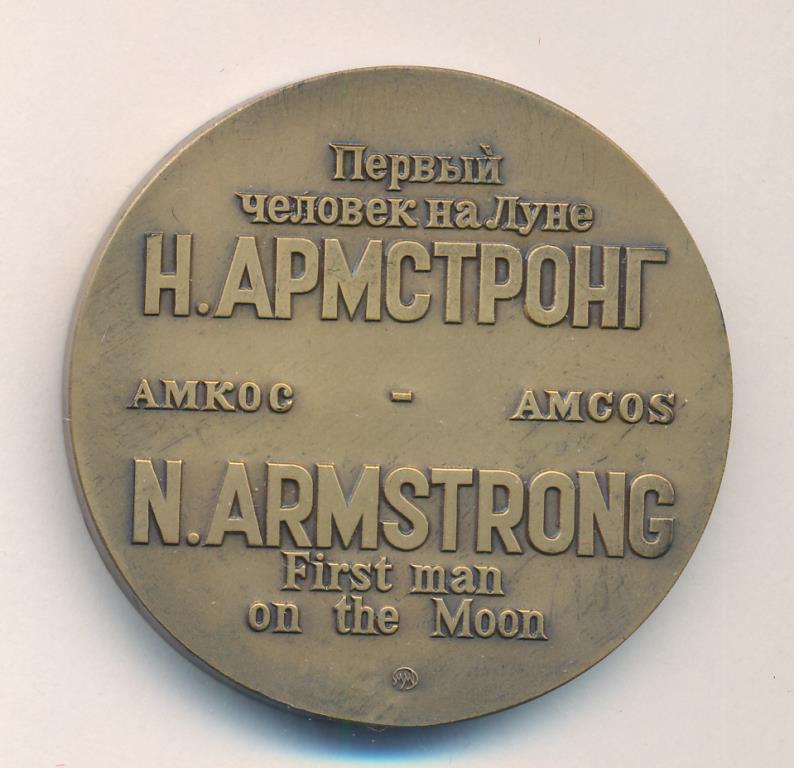 Первый
человек на Луне
Н.АРМСТРОНГ
АМКОС - AMCOS
N.ARMSTRONG
First man
on the Moon